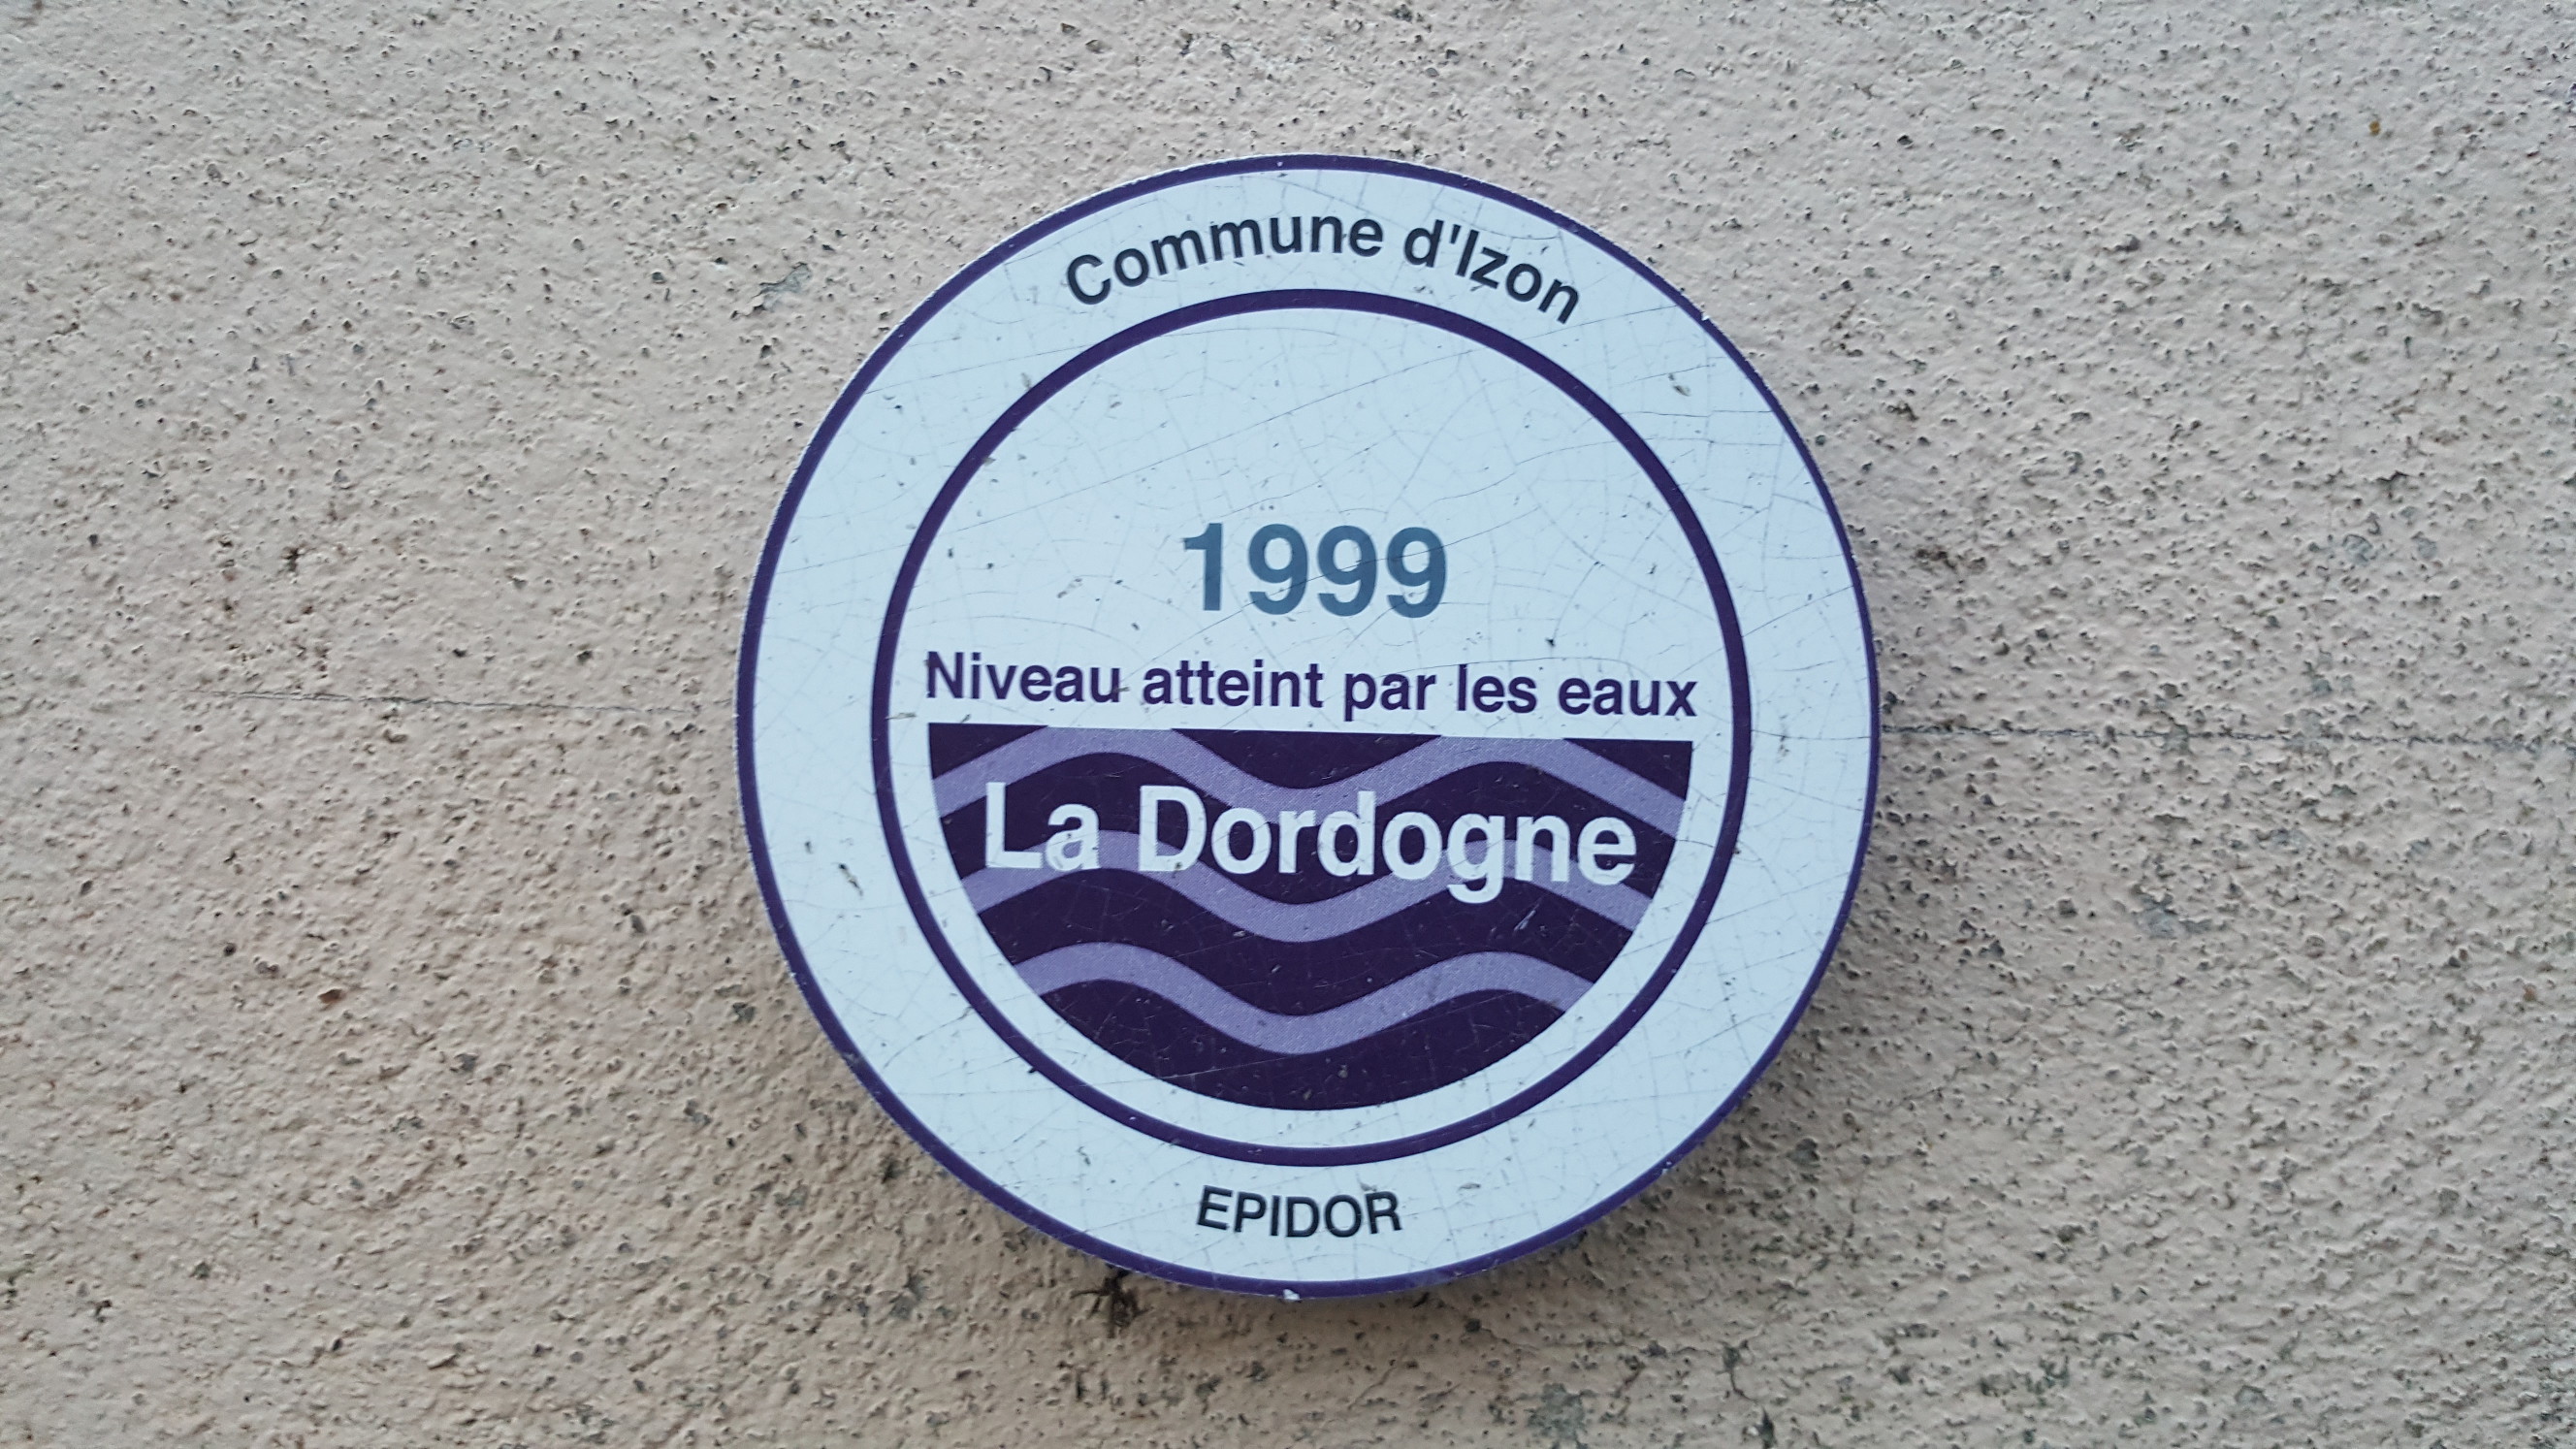 Commune d'Izon
1999
Niveau atteint par les eaux
La Dordogne
EPIDOR